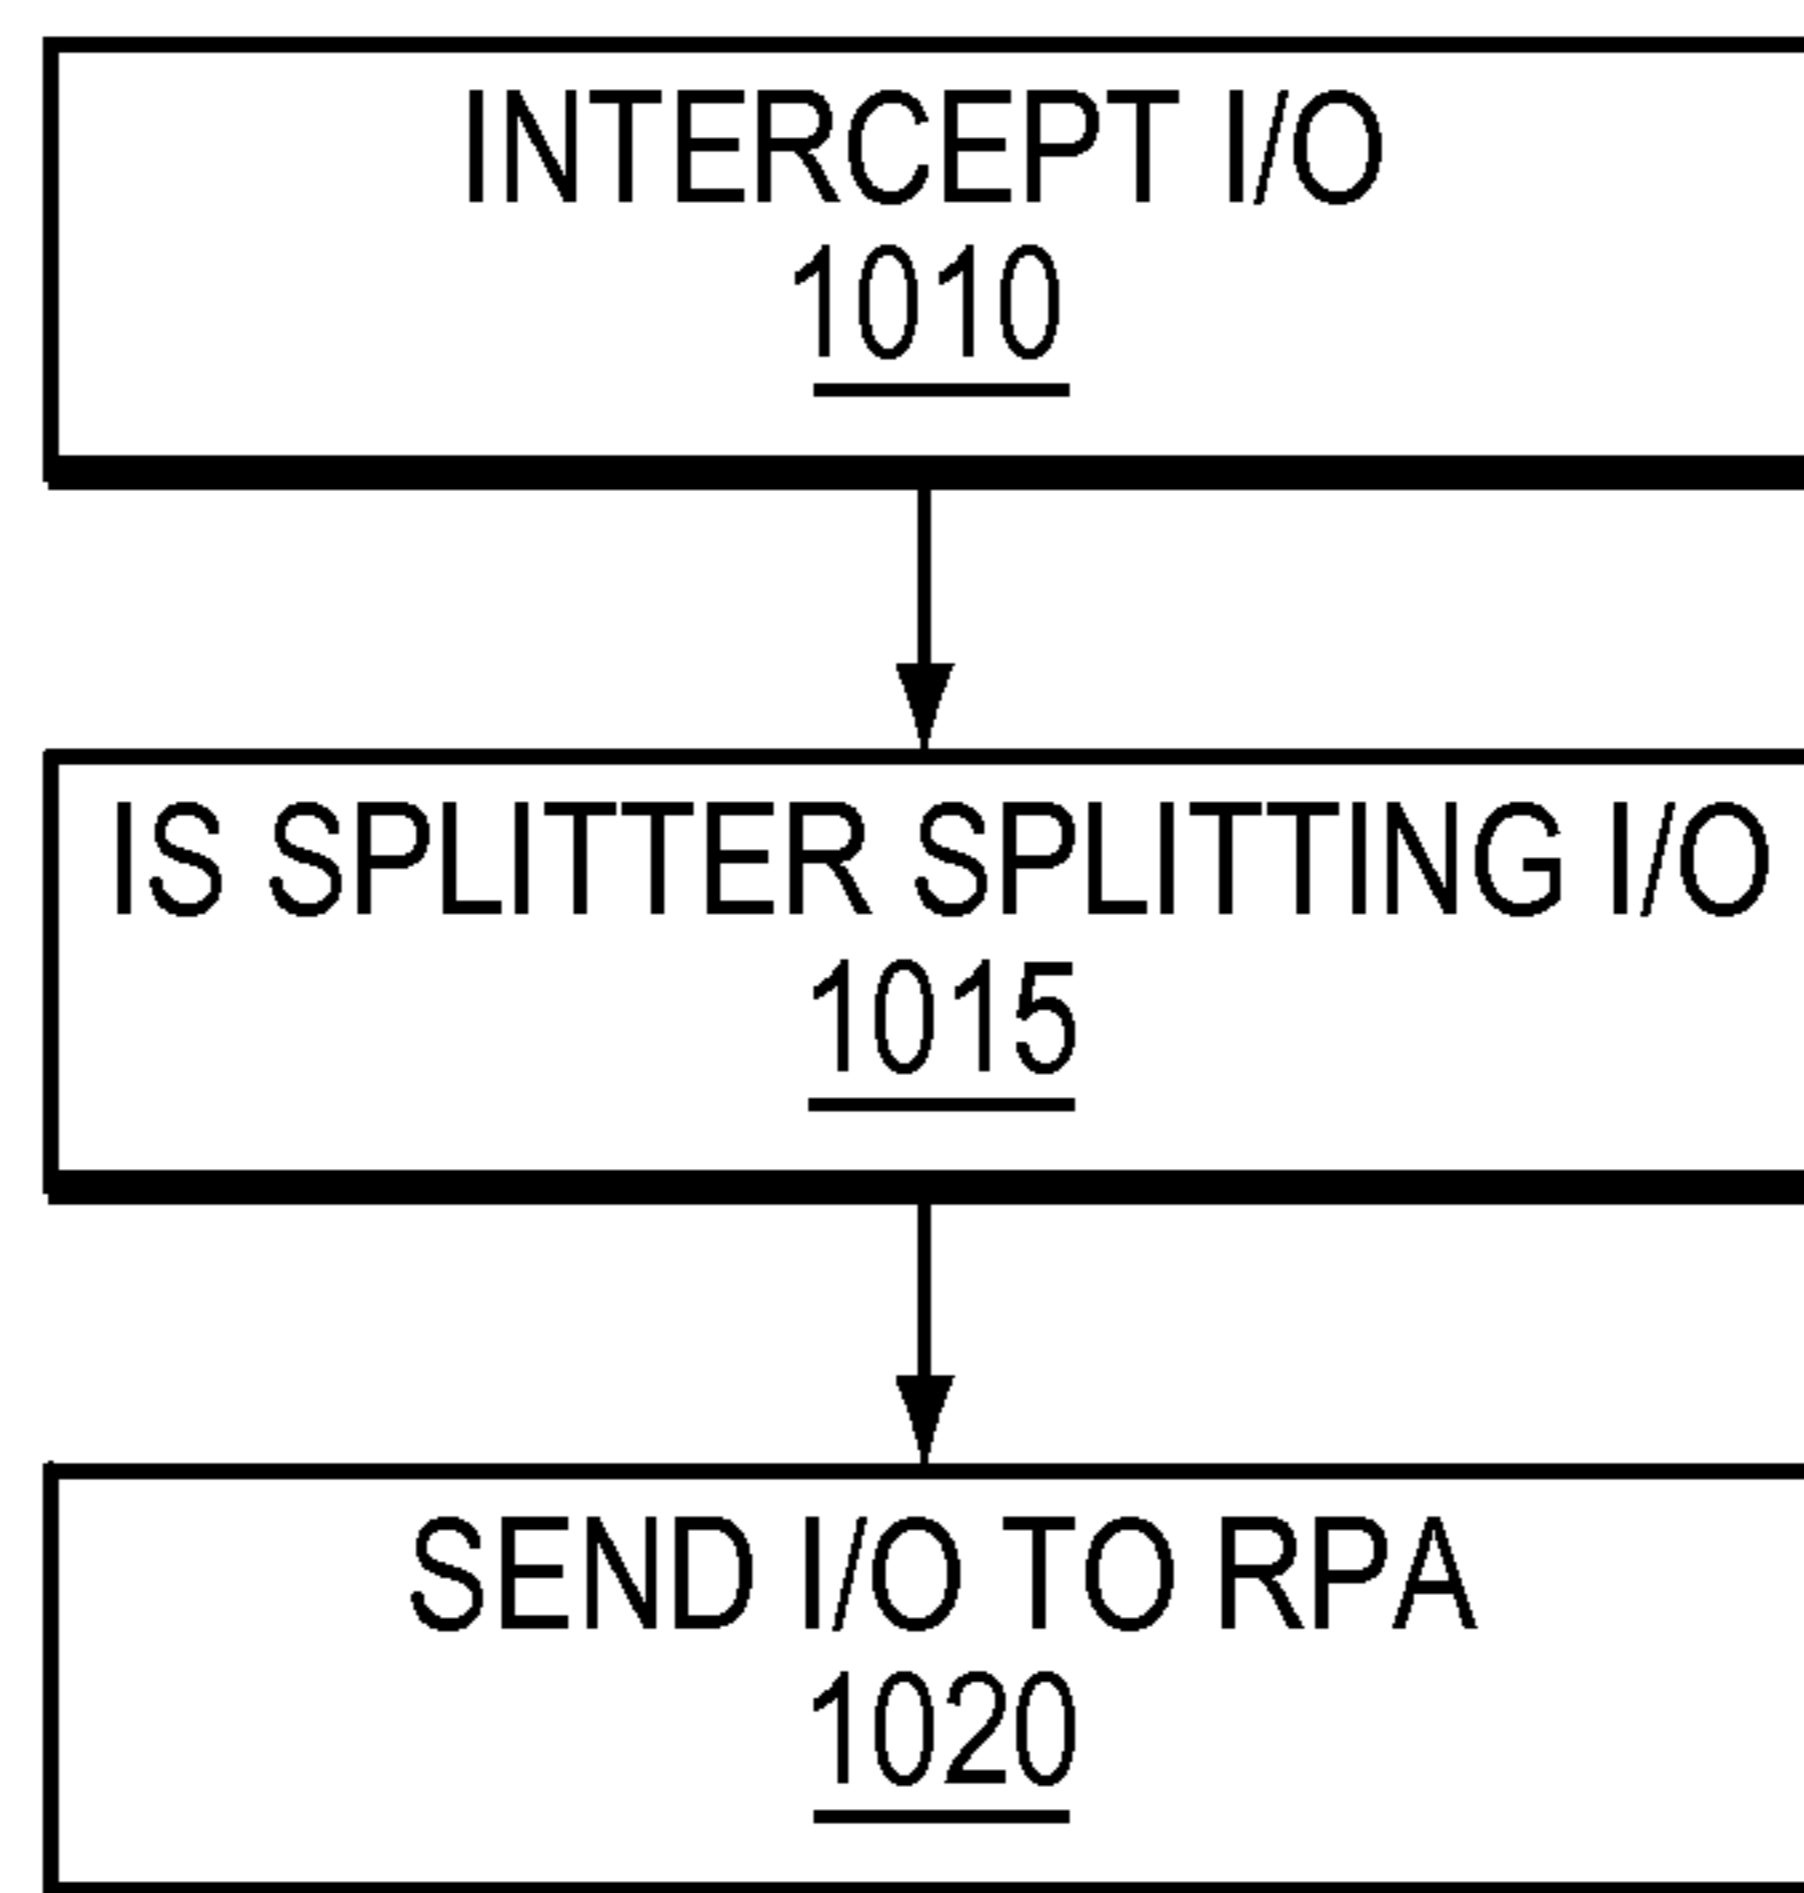 INTERCEPT I/O
1010
IS SPLITTER SPLITTING I/O
1015
SEND I/O TO RPA
1020